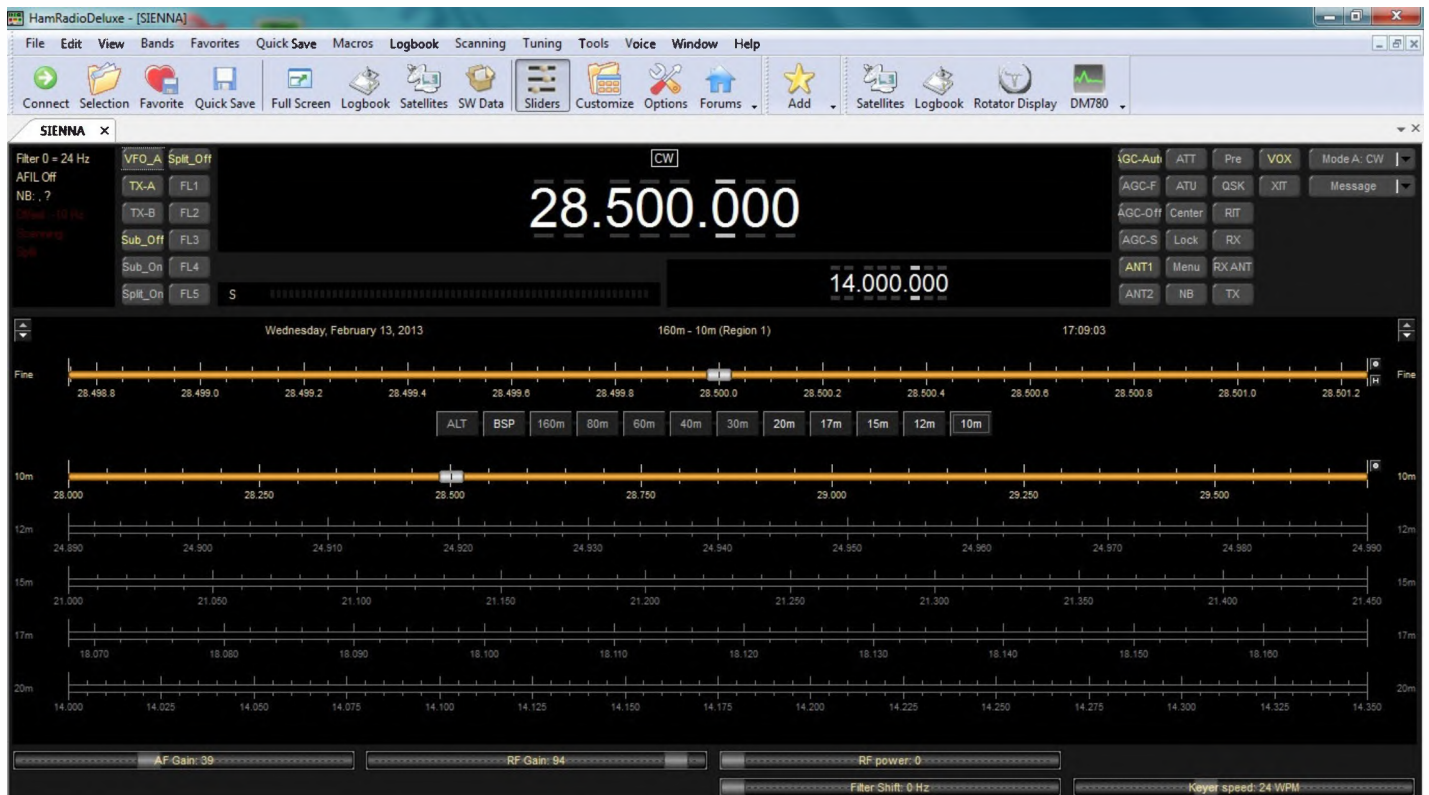 HamRadioDeluxe - [SIENNA]
File Edit View Bands Favorites Quick Save Macros Logbook Scanning Tuning Tools Voice Window Help
Connect Selection Favorite Quick Save Full Screen Logbook Satellites SW Data Sliders Customize Options Forums Add Satellites Logbook Rotator Display DM780
SIENNA
Filter 0 = 24 Hz VFO_A Split_Off CW AGC-Auto ATT Pre VOX Mode A: CW
AFIL Off
NB: , ?
TX-A FL1 28.500.000 AGC-F ATU QSK XIT Message
Offset - 10 Hz TX-B FL2 AGC-Off Center RIT
Scanning Sub_Off FL3 AGC-S Lock RX
Split
Sub_On FL4 14.000.000 ANT1 Menu RX ANT
Split_On FL5 S ANT2 NB TX
Wednesday, February 13, 2013 160m - 10m (Region 1) 17:09:03
Fine Fine
H
28.498.8 28.499.0 28.499.2 28.499.4 28.499.6 28.499.8 28.500.0 28.500.2 28.500.4 28.500.6 28.500.8 28.501.0 28.501.2
ALT BSP 160m 80m 60m 40m 30m 20m 17m 15m 12m 10m
10m 10m
28.000 28.250 28.500 28.750 29.000 29.250 29.500
12m 12m
24.890 24.900 24.910 24.920 24.930 24.940 24.950 24.960 24.970 24.980 24.990
15m 15m
21.000 21.050 21.100 21.150 21.200 21.250 21.300 21.350 21.400 21.450
17m 17m
18.070 18.080 18.090 18.100 18.110 18.120 18.130 18.140 18.150 18.160
20m 20m
14.000 14.025 14.050 14.075 14.100 14.125 14.150 14.175 14.200 14.225 14.250 14.275 14.300 14.325 14.350
AF Gain: 39 RF Gain: 94 RF power: 0
Filter Shift: 0 Hz Keyer speed: 24 WPM